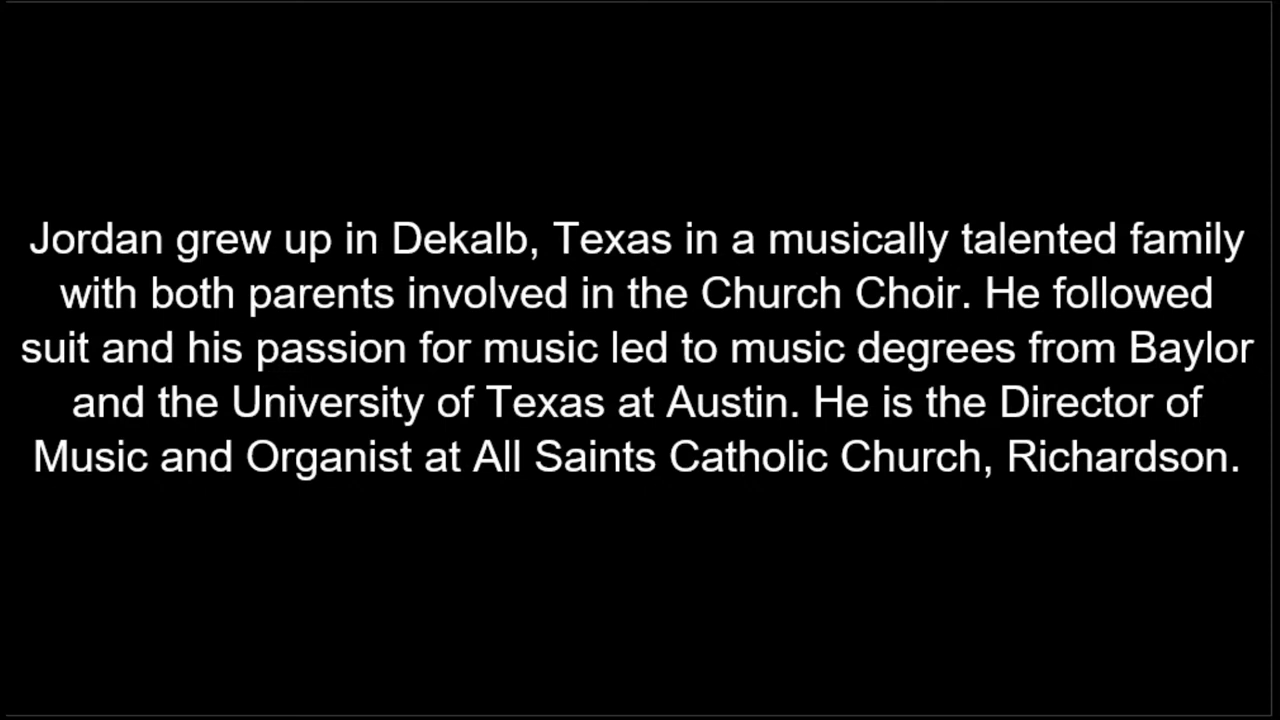 Jordan grew up in Dekalb, Texas in a musically talented family
with both parents involved in the Church Choir. He followed
suit and his passion for music led to music degrees from Baylor
and the University of Texas at Austin. He is the Director of
Music and Organist at All Saints Catholic Church, Richardson.